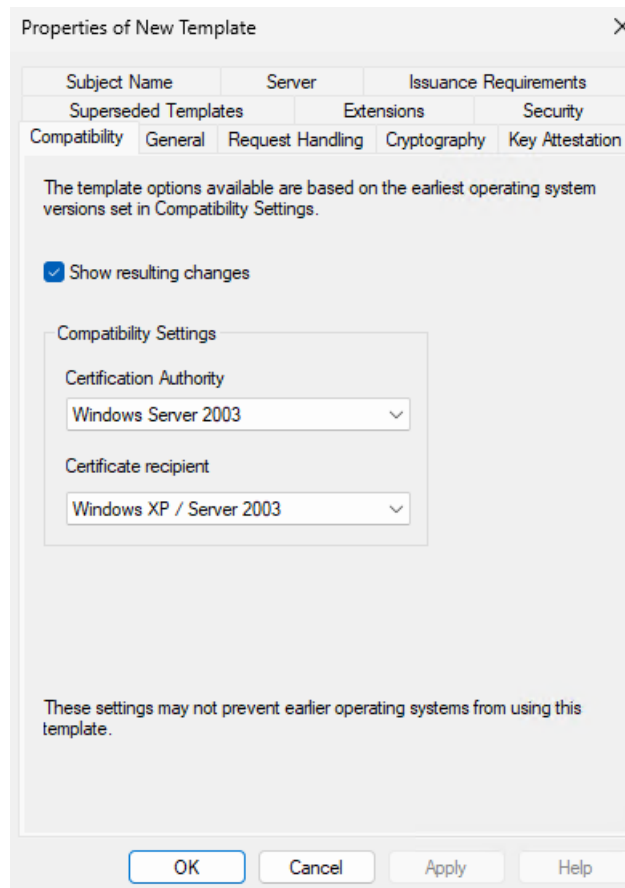 Properties of New Template
Subject Name Server Issuance Requirements
Superseded Templates Extensions Security
Compatibility General Request Handling Cryptography Key Attestation
The template options available are based on the earliest operating system
versions set in Compatibility Settings.
Show resulting changes
Compatibility Settings
Certification Authority
Windows Server 2003
Certificate recipient
Windows XP / Server 2003
These settings may not prevent earlier operating systems from using this
template.
OK Cancel Apply Help